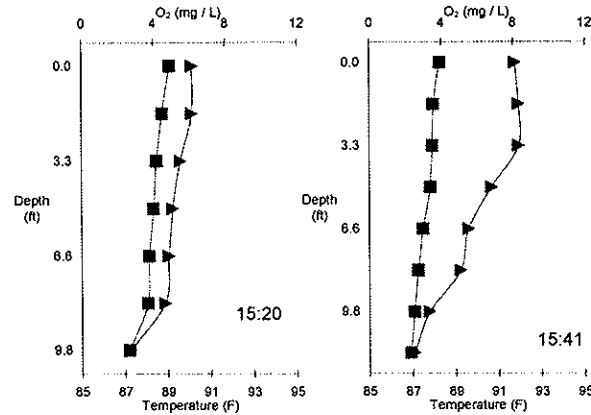 O₂ (mg / L)
0 4 8 12
0.0
3.3
Depth
(ft)
6.6
9.8
15:20
85 87 89 91 93 95
Temperature (F)
O₂ (mg / L)
0 4 8 12
0.0
3.3
Depth
(ft)
6.6
9.8
15:41
85 87 89 91 93 95
Temperature (F)